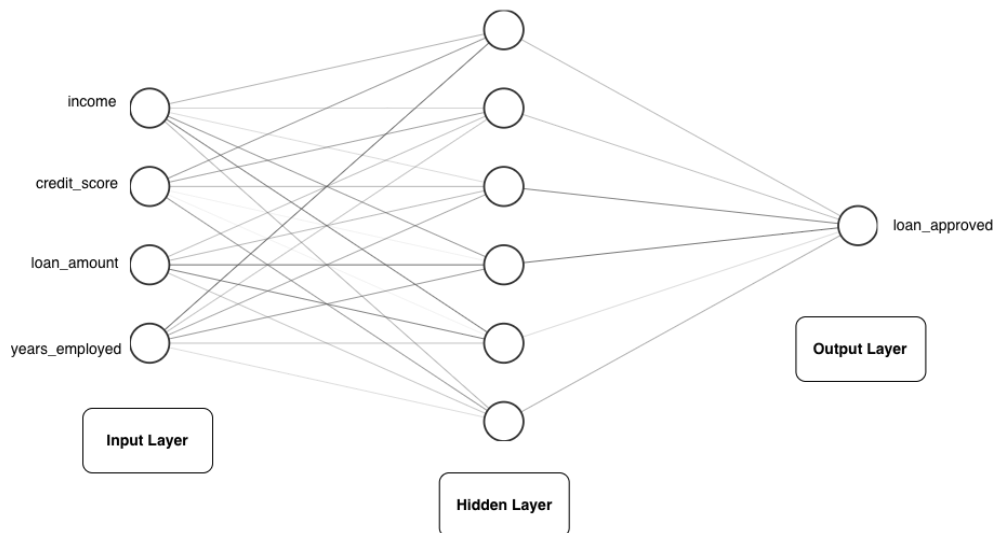 income
credit_score
loan_amount
years_employed
loan_approved
Input Layer
Hidden Layer
Output Layer